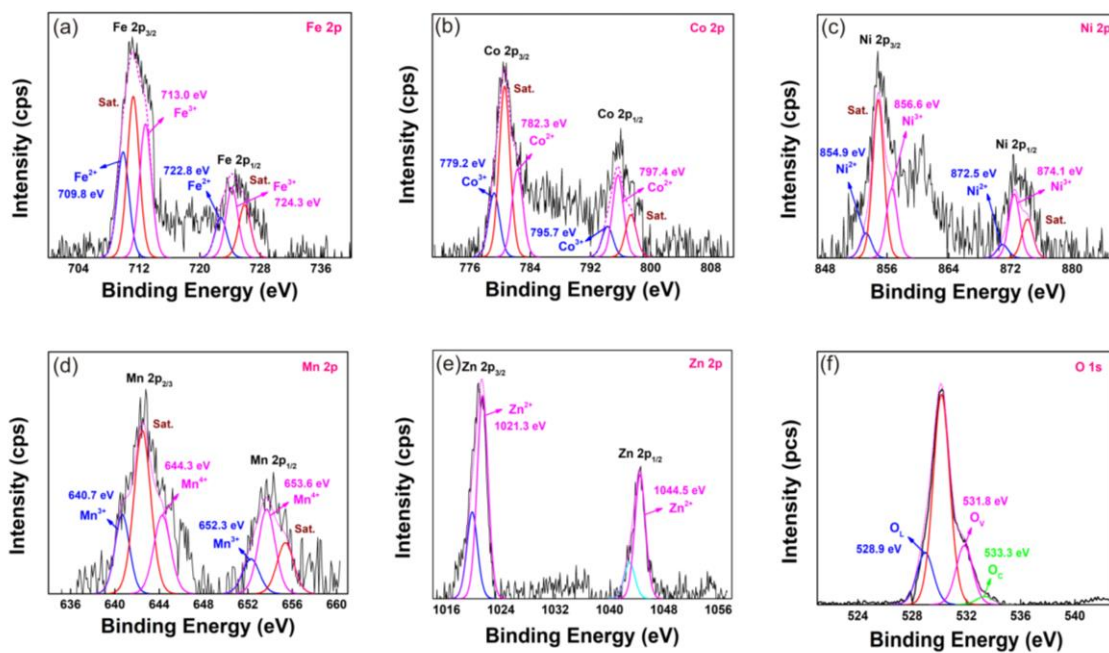 (a)
Fe 2p₃/₂
Fe 2p
Sat.
713.0 eV
Fe³⁺
Fe²⁺
709.8 eV
722.8 eV
Fe²⁺
Fe 2p₁/₂
Sat.
Fe³⁺
724.3 eV
Intensity (cps)
704 712 720 728 736
Binding Energy (eV)
(b)
Co 2p₃/₂
Co 2p
Sat.
782.3 eV
Co²⁺
779.2 eV
Co³⁺
Co 2p₁/₂
797.4 eV
Co²⁺
795.7 eV
Co³⁺
Sat.
Intensity (cps)
776 784 792 800 808
Binding Energy (eV)
(c)
Ni 2p₃/₂
Ni 2p
Sat.
856.6 eV
Ni³⁺
854.9 eV
Ni²⁺
Ni 2p₁/₂
872.5 eV
Ni²⁺
874.1 eV
Ni³⁺
Sat.
Intensity (cps)
848 856 864 872 880
Binding Energy (eV)
(d)
Mn 2p₂/₃
Mn 2p
Sat.
644.3 eV
Mn⁴⁺
640.7 eV
Mn³⁺
Mn 2p₁/₂
653.6 eV
Mn⁴⁺
652.3 eV
Mn³⁺
Sat.
Intensity (cps)
636 640 644 648 652 656 660
Binding Energy (eV)
(e)
Zn 2p₃/₂
Zn 2p
Zn²⁺
1021.3 eV
Zn 2p₁/₂
1044.5 eV
Zn²⁺
Intensity (cps)
1016 1024 1032 1040 1048 1056
Binding Energy (eV)
(f)
O 1s
531.8 eV
O_V
O_L
528.9 eV
533.3 eV
O_C
Intensity (pcs)
524 528 532 536 540
Binding Energy (eV)